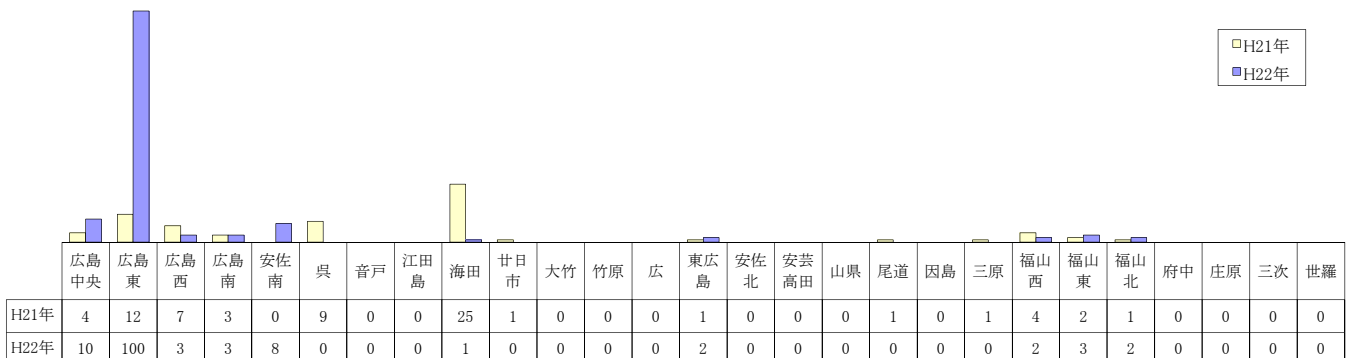 H21年
H22年
広島中央 広島東 広島西 広島南 安佐南 呉 音戸 江田島 海田 廿日市 大竹 竹原 広 東広島 安佐北 安芸高田 山県 尾道 因島 三原 福山西 福山東 福山北 府中 庄原 三次 世羅
H21年 4 12 7 3 0 9 0 0 25 1 0 0 0 1 0 0 0 1 0 1 4 2 1 0 0 0 0
H22年 10 100 3 3 8 0 0 0 1 0 0 0 0 2 0 0 0 0 0 0 2 3 2 0 0 0 0